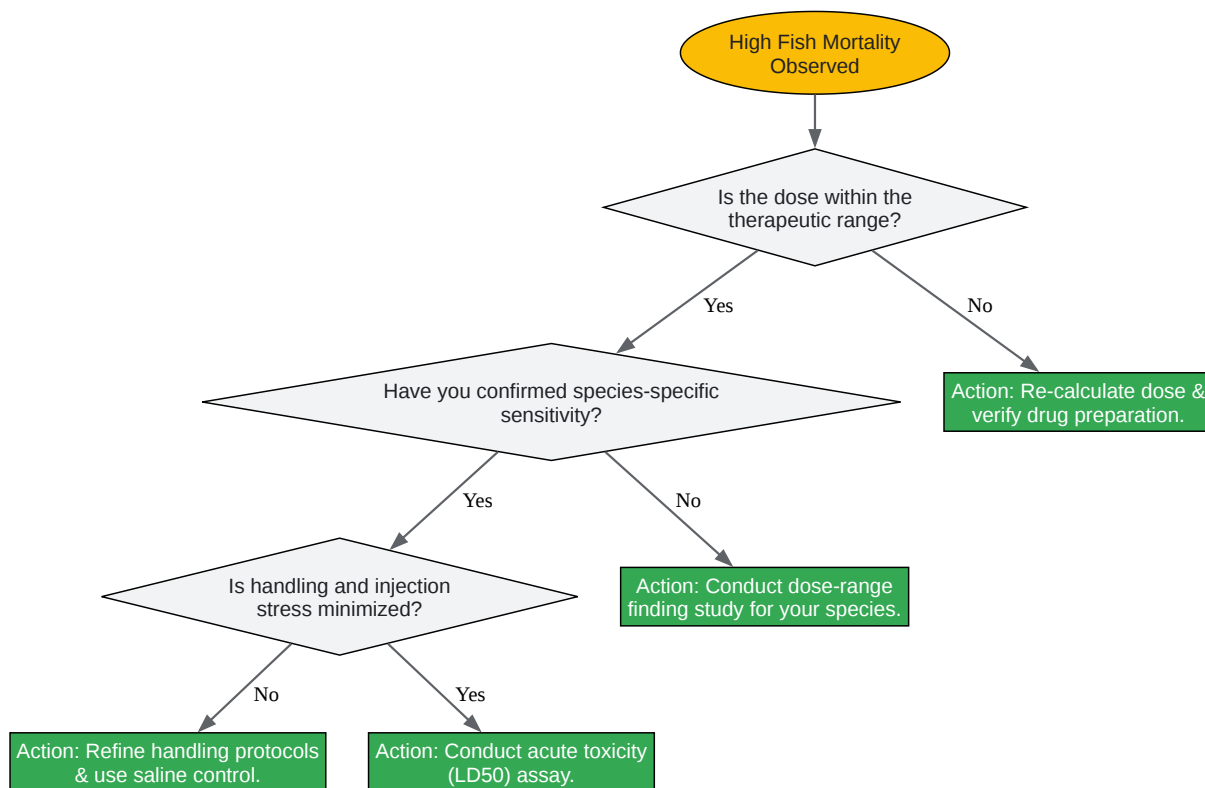 High Fish Mortality
Observed
Is the dose within the
therapeutic range?
Yes
No
Have you confirmed species-specific
sensitivity?
Action: Re-calculate dose &
verify drug preparation.
Yes
No
Is handling and injection
stress minimized?
Action: Conduct dose-range
finding study for your species.
No
Yes
Action: Refine handling protocols
& use saline control.
Action: Conduct acute toxicity
(LD50) assay.